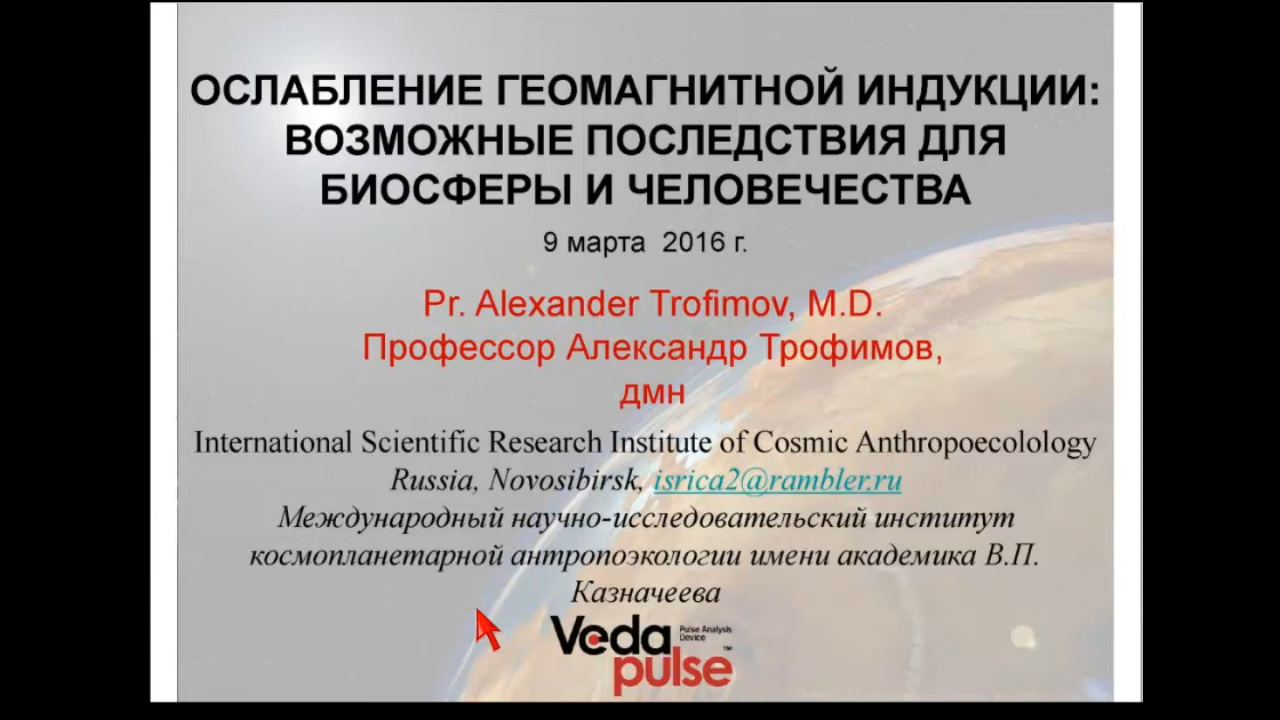 ОСЛАБЛЕНИЕ ГЕОМАГНИТНОЙ ИНДУКЦИИ:
ВОЗМОЖНЫЕ ПОСЛЕДСТВИЯ ДЛЯ
БИОСФЕРЫ И ЧЕЛОВЕЧЕСТВА
9 марта 2016 г.
Pr. Alexander Trofimov, M.D.
Профессор Александр Трофимов,
дмн
International Scientific Research Institute of Cosmic Anthropoecolology
Russia, Novosibirsk, isrica2@rambler.ru
Международный научно-исследовательский институт
космопланетарной антропоэкологии имени академика В.П.
Казначеева
Veda Pulse Analysis
Device
pulse™